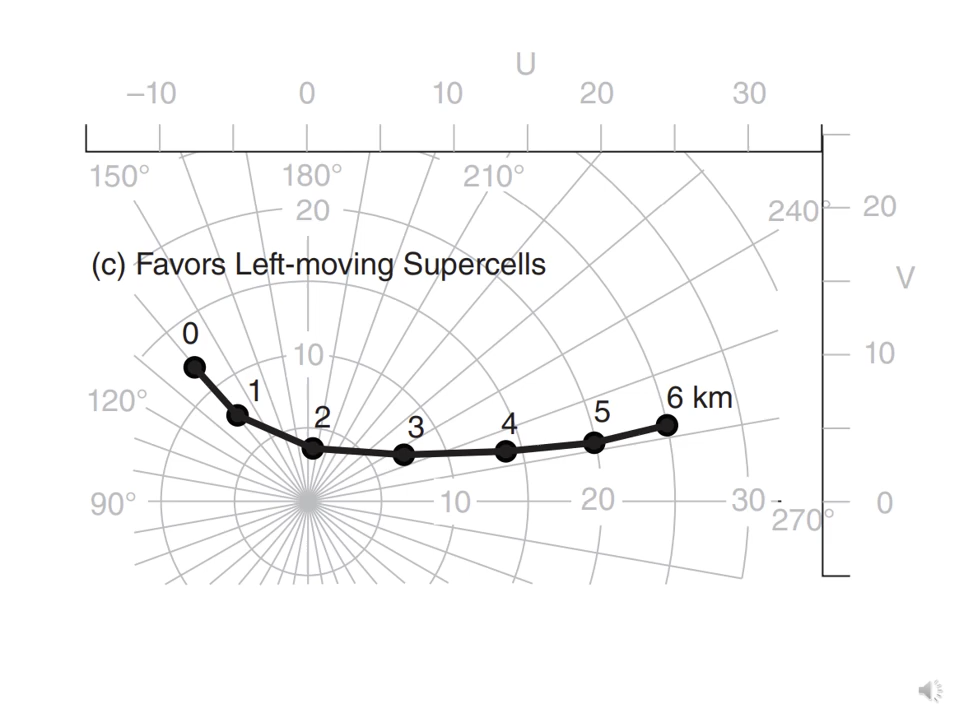 U
–10 0 10 20 30
150° 180° 210°
20 240° 20
(c) Favors Left-moving Supercells
V
0
10 10
1 6 km
120° 2 3 4 5
90° 10 20 30 0
270°